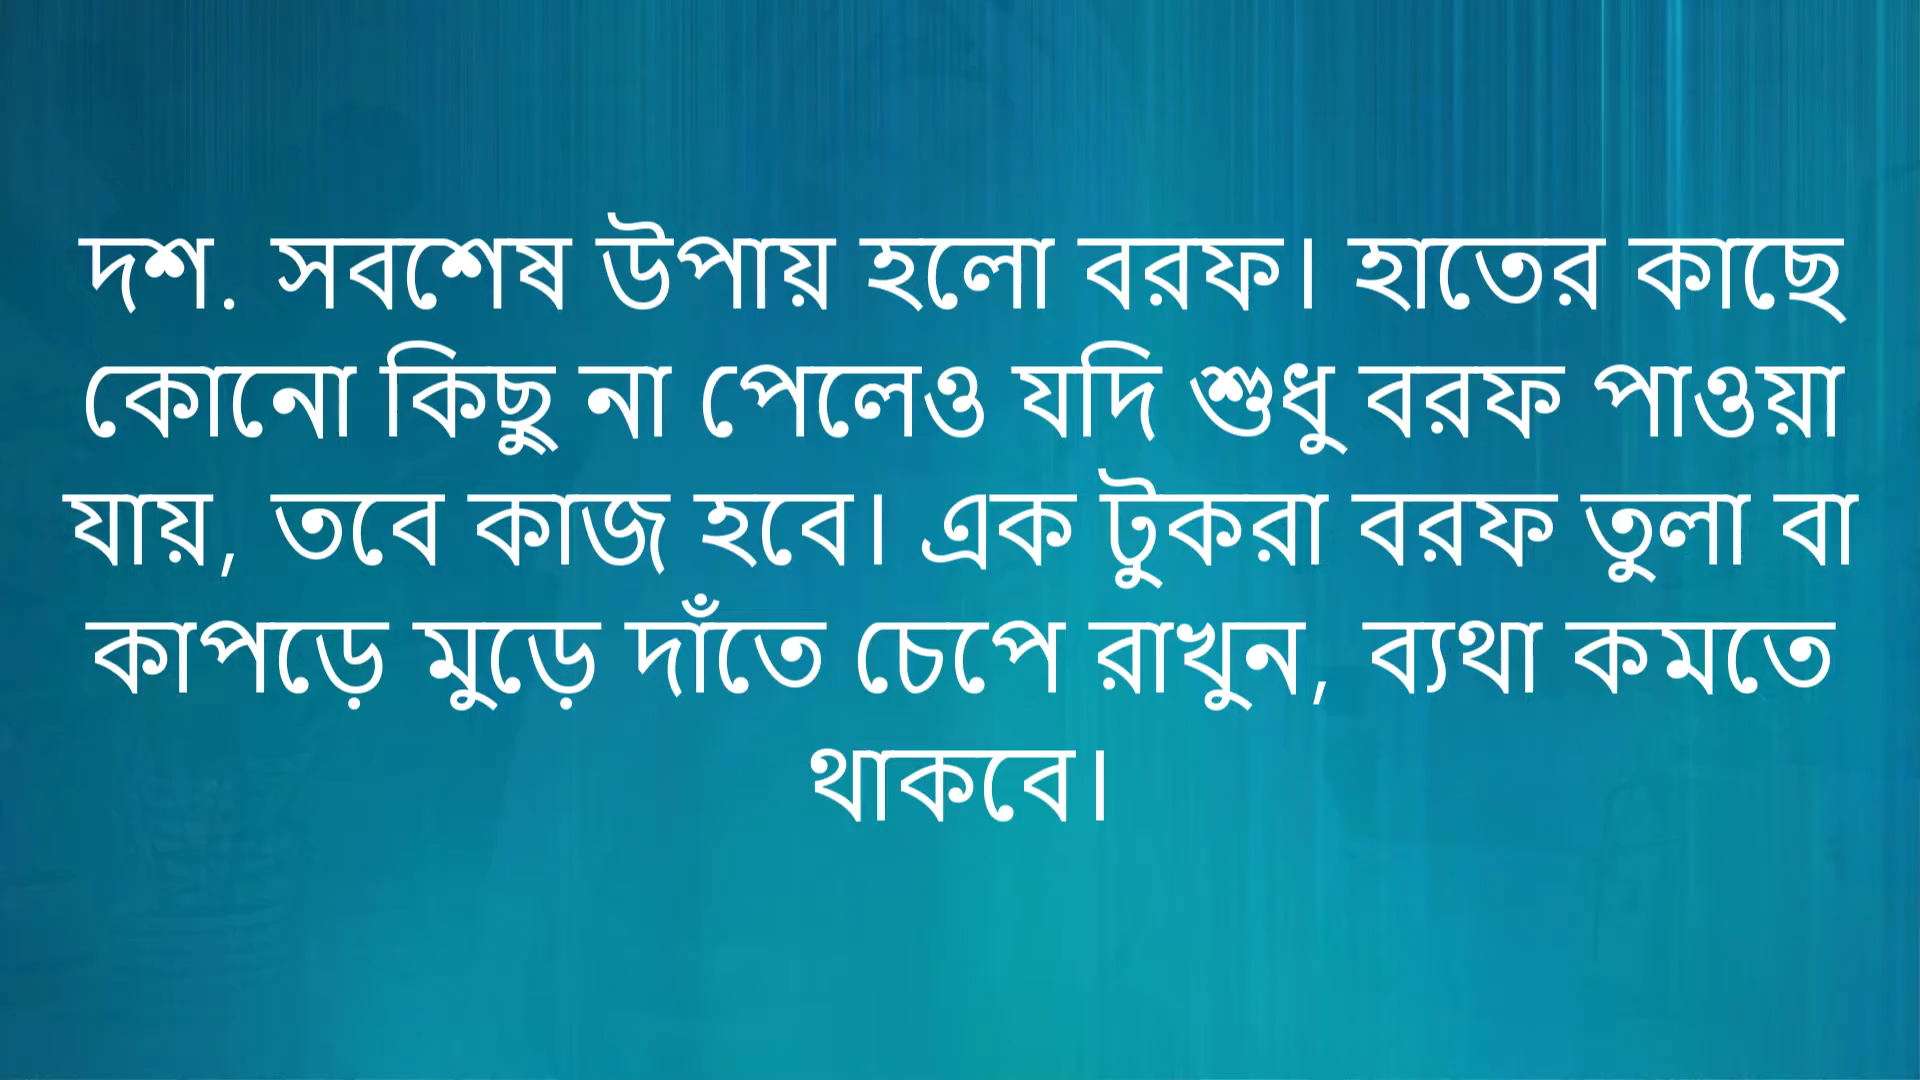 দশ. সবশেষ উপায় হলো বরফ। হাতের কাছে
কোনো কিছু না পেলেও যদি শুধু বরফ পাওয়া
যায়, তবে কাজ হবে। এক টুকরা বরফ তুলা বা
কাপড়ে মুড়ে দাঁতে চেপে রাখুন, ব্যথা কমতে
থাকবে।